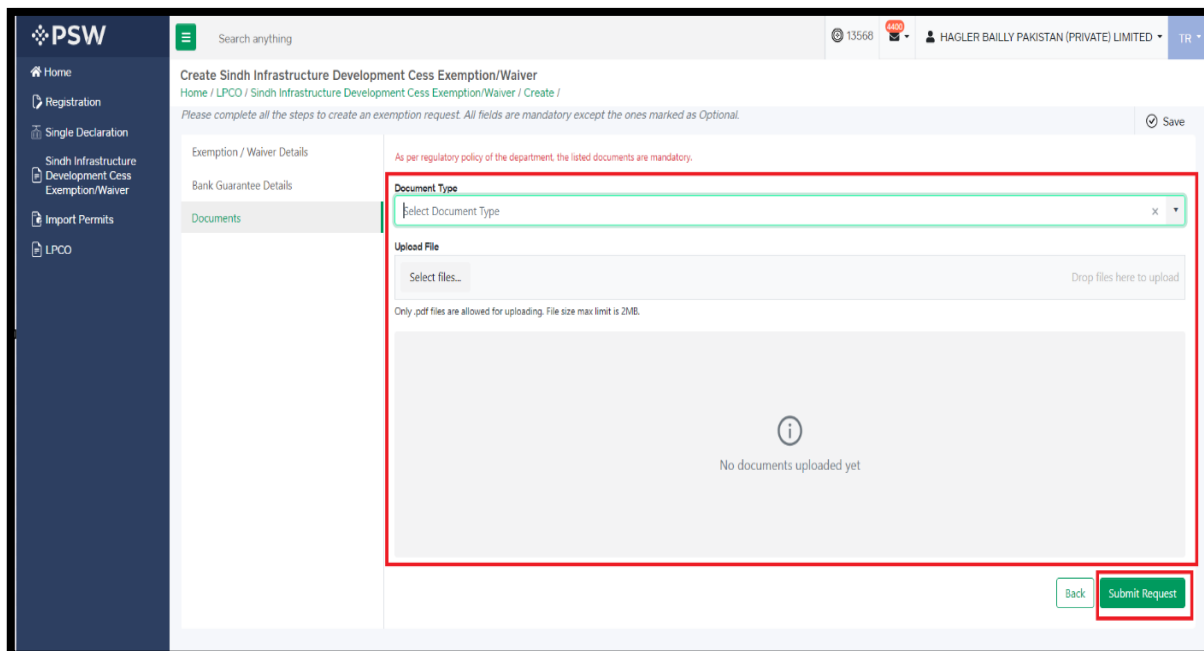 PSW
Search anything
13568
4400
HAGLER BAILLY PAKISTAN (PRIVATE) LIMITED
TR
Home
Registration
Single Declaration
Sindh Infrastructure
Development Cess
Exemption/Waiver
Import Permits
LPCO
Create Sindh Infrastructure Development Cess Exemption/Waiver
Home / LPCO / Sindh Infrastructure Development Cess Exemption/Waiver / Create /
Please complete all the steps to create an exemption request. All fields are mandatory except the ones marked as Optional.
Save
Exemption / Waiver Details
Bank Guarantee Details
Documents
As per regulatory policy of the department, the listed documents are mandatory.
Document Type
Select Document Type
Upload File
Select files...
Drop files here to upload
Only .pdf files are allowed for uploading. File size max limit is 2MB.
No documents uploaded yet
Back
Submit Request